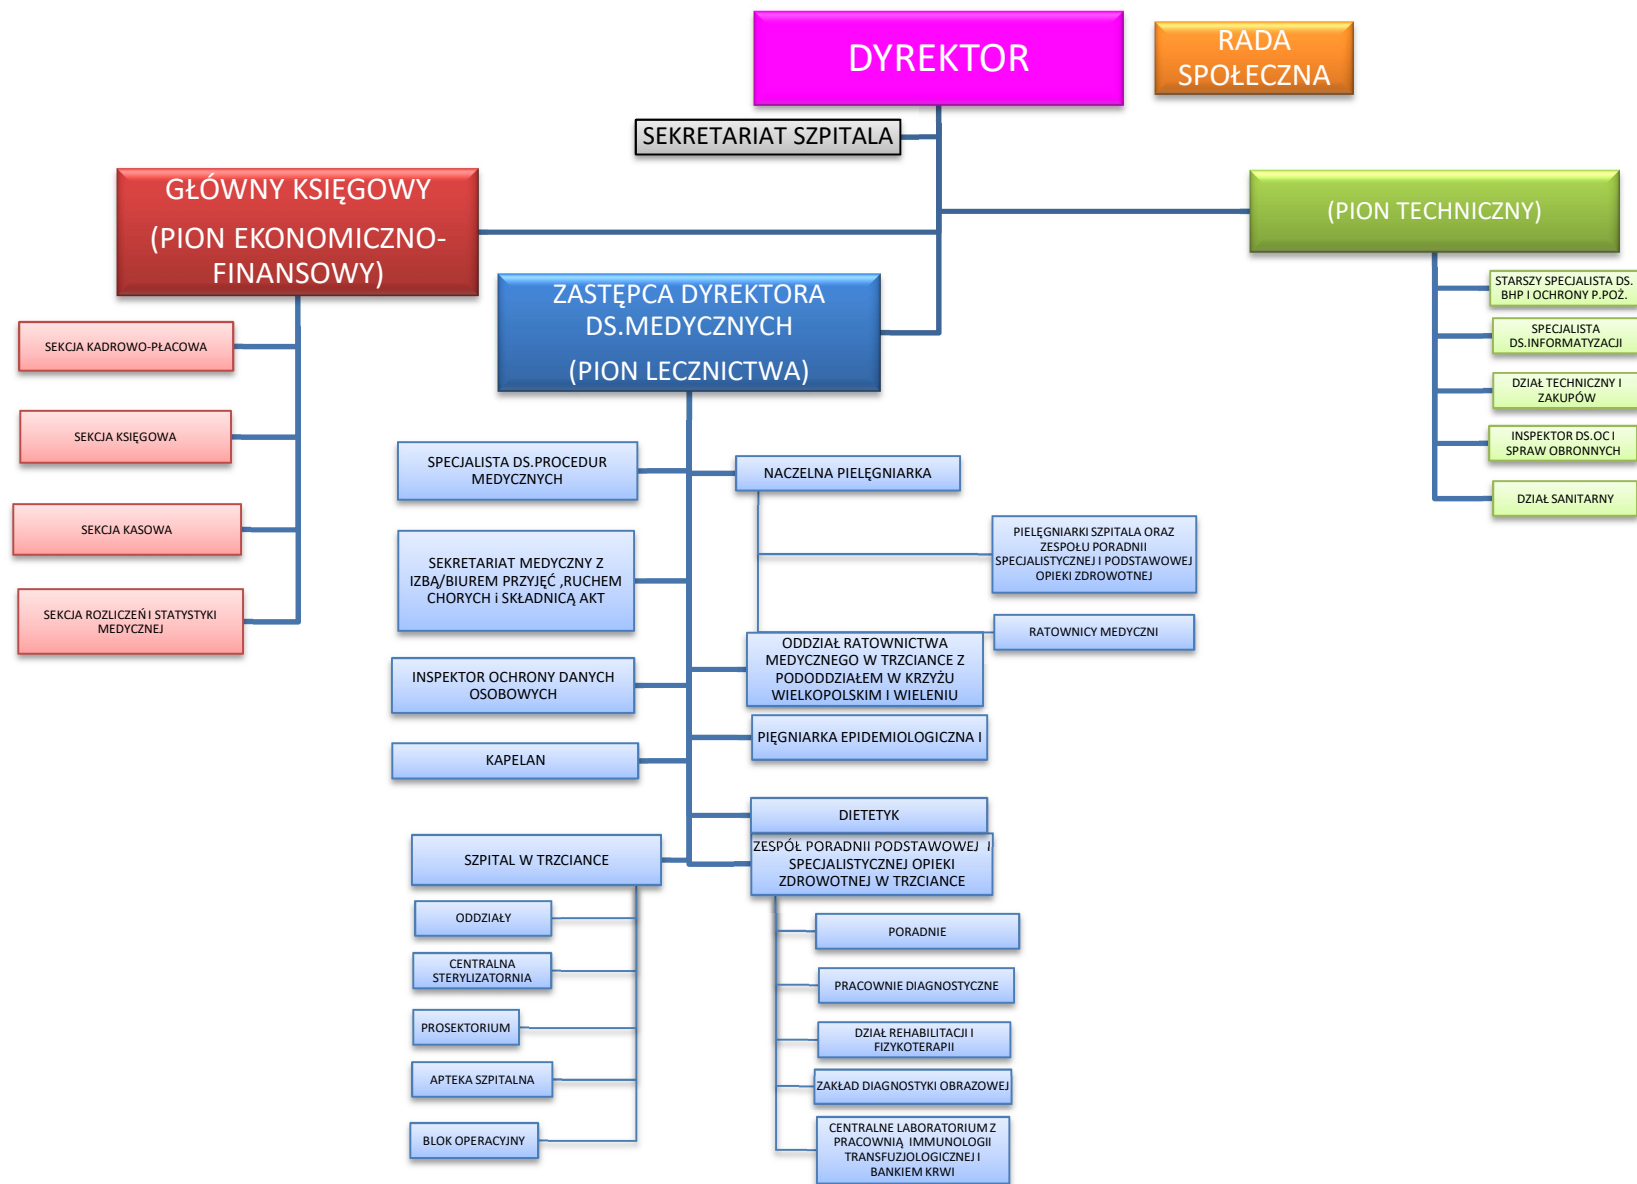 DYREKTOR
RADA
SPOŁECZNA
SEKRETARIAT SZPITALA
GŁÓWNY KSIĘGOWY
(PION EKONOMICZNO-
FINANSOWY)
(PION TECHNICZNY)
ZASTĘPCA DYREKTORA
DS.MEDYCZNYCH
(PION LECZNICTWA)
SEKCJA KADROWO-PŁACOWA
SEKCJA KSIĘGOWA
SEKCJA KASOWA
SEKCJA ROZLICZEŃ I STATYSTYKI
MEDYCZNEJ
STARSZY SPECJALISTA DS.
BHP I OCHRONY P.POŻ.
SPECJALISTA
DS.INFORMATYZACJI
DZIAŁ TECHNICZNY I
ZAKUPÓW
INSPEKTOR DS.OC I
SPRAW OBRONNYCH
DZIAŁ SANITARNY
SPECJALISTA DS.PROCEDUR
MEDYCZNYCH
SEKRETARIAT MEDYCZNY Z
IZBĄ/BIUREM PRZYJĘĆ ,RUCHEM
CHORYCH i SKŁADNICĄ AKT
INSPEKTOR OCHRONY DANYCH
OSOBOWYCH
KAPELAN
NACZELNA PIELĘGNIARKA
PIELĘGNIARKI SZPITALA ORAZ
ZESPOŁU PORADNII
SPECJALISTYCZNEJ I PODSTAWOWEJ
OPIEKI ZDROWOTNEJ
RATOWNICY MEDYCZNI
ODDZIAŁ RATOWNICTWA
MEDYCZNEGO W TRZCIANCE Z
PODODDZIAŁEM W KRZYŻU
WIELKOPOLSKIM I WIELENIU
PIĘGNIARKA EPIDEMIOLOGICZNA I
DIETETYK
ZESPÓŁ PORADNII PODSTAWOWEJ I
SPECJALISTYCZNEJ OPIEKI
ZDROWOTNEJ W TRZCIANCE
SZPITAL W TRZCIANCE
ODDZIAŁY
CENTRALNA
STERYLIZATORNIA
PROSEKTORIUM
APTEKA SZPITALNA
BLOK OPERACYJNY
PORADNIE
PRACOWNIE DIAGNOSTYCZNE
DZIAŁ REHABILITACJI I
FIZYKOTERAPII
ZAKŁAD DIAGNOSTYKI OBRAZOWEJ
CENTRALNE LABORATORIUM Z
PRACOWNIĄ IMMUNOLOGII
TRANSFUZJOLOGICZNEJ I
BANKIEM KRWI